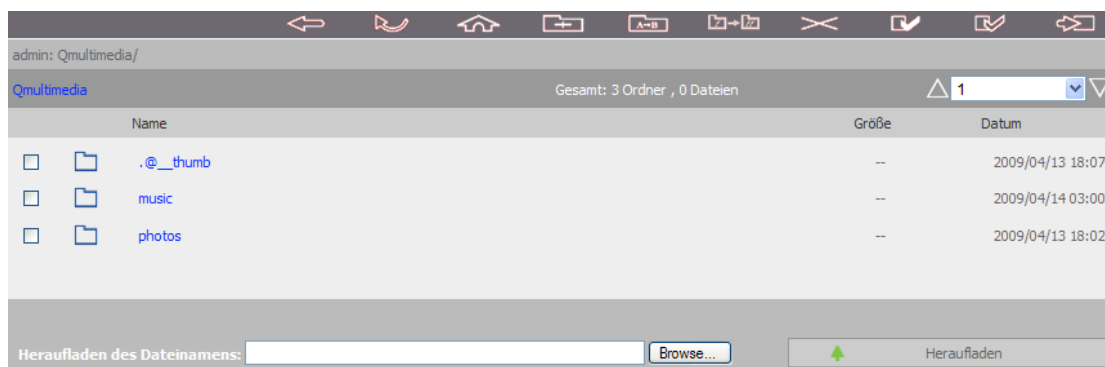 A→B
admin: Qmultimedia/
Qmultimedia Gesamt: 3 Ordner , 0 Dateien 1
Name Größe Datum
.@__thumb -- 2009/04/13 18:07
music -- 2009/04/14 03:00
photos -- 2009/04/13 18:02
Heraufladen des Dateinamens: Browse... Heraufladen